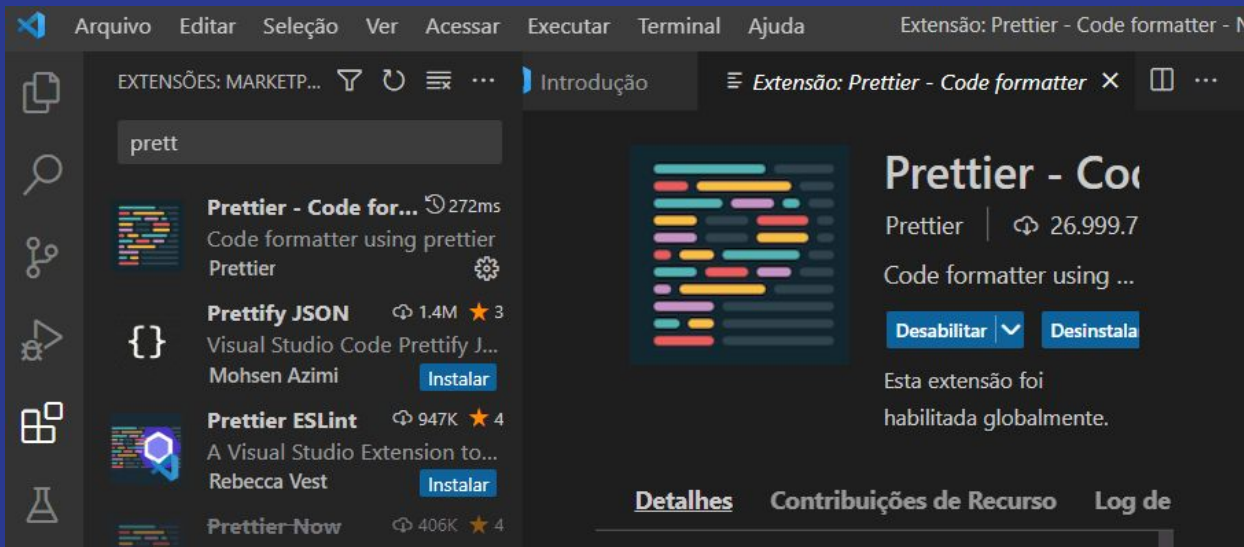 Arquivo Editar Seleção Ver Acessar Executar Terminal Ajuda Extensão: Prettier - Code formatter - N
EXTENSÕES: MARKETP...
Introdução
Extensão: Prettier - Code formatter
prett
Prettier - Code for... 272ms
Code formatter using prettier
Prettier
Prettify JSON 1.4M ★ 3
Visual Studio Code Prettify J...
Mohsen Azimi Instalar
Prettier ESLint 947K ★ 4
A Visual Studio Extension to...
Rebecca Vest Instalar
Prettier Now 406K ★ 4
Prettier - Co
Prettier 26.999.7
Code formatter using ...
Desabilitar Desinstala
Esta extensão foi
habilitada globalmente.
Detalhes Contribuições de Recurso Log de